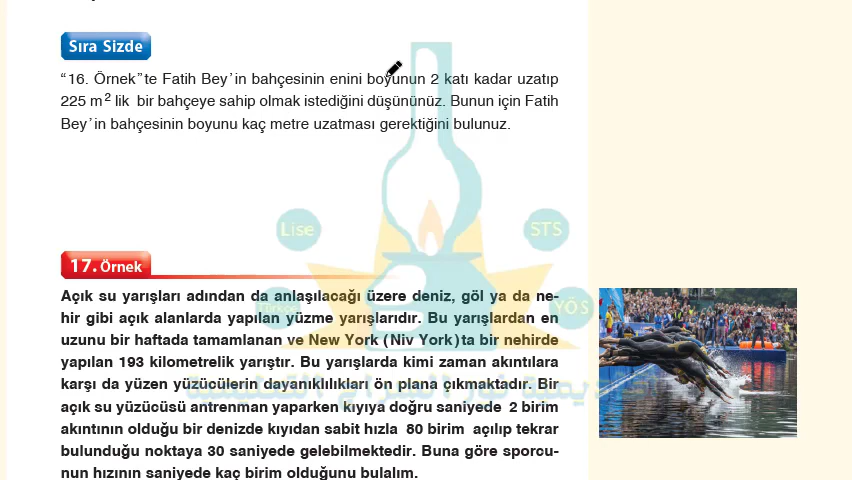 Sıra Sizde
“16. Örnek”te Fatih Bey’in bahçesinin enini boyunun 2 katı kadar uzatıp
225 m² lik bir bahçeye sahip olmak istediğini düşününüz. Bunun için Fatih
Bey’in bahçesinin boyunu kaç metre uzatması gerektiğini bulunuz.
Lise
STS
17. Örnek
Açık su yarışları adından da anlaşılacağı üzere deniz, göl ya da ne-
Türkçe
YÖS
hir gibi açık alanlarda yapılan yüzme yarışlarıdır. Bu yarışlardan en
uzunu bir haftada tamamlanan ve New York (Niv York)ta bir nehirde
yapılan 193 kilometrelik yarıştır. Bu yarışlarda kimi zaman akıntılara
karşı da yüzen yüzücülerin dayanıklılıkları ön plana çıkmaktadır. Bir
أكاديمية نور السراج التعليمية
açık su yüzücüsü antrenman yaparken kıyıya doğru saniyede 2 birim
akıntının olduğu bir denizde kıyıdan sabit hızla 80 birim açılıp tekrar
bulunduğu noktaya 30 saniyede gelebilmektedir. Buna göre sporcu-
nun hızının saniyede kaç birim olduğunu bulalım.